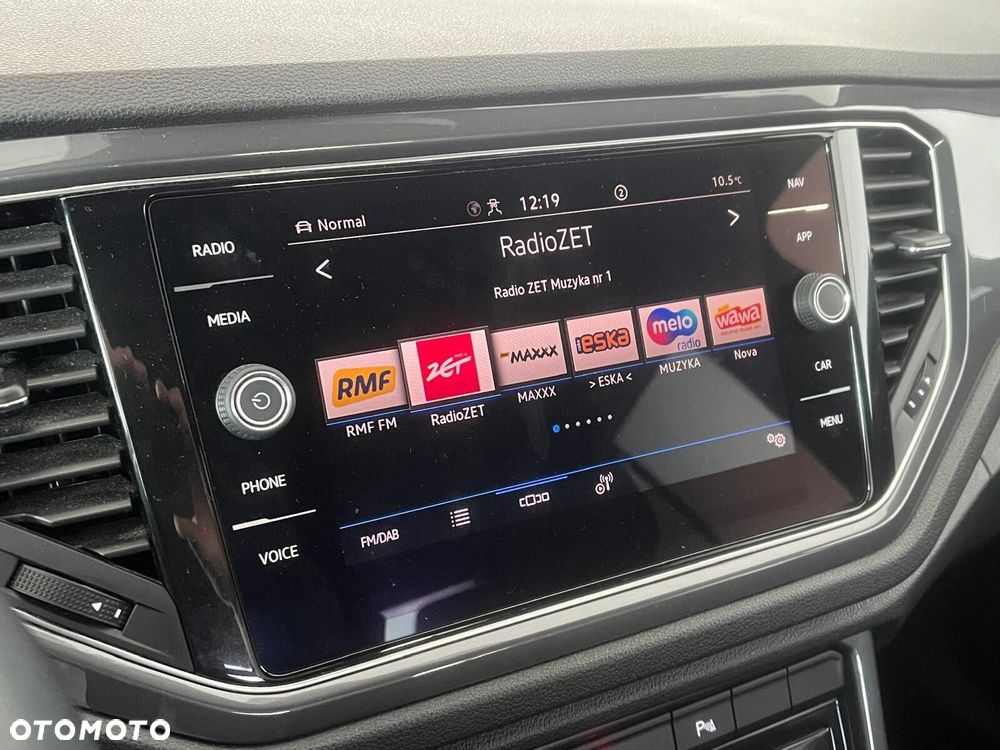 Normal
12:19
2
10.5°C
NAV
RADIO
RadioZET
APP
Radio ZET Muzyka nr 1
MEDIA
RMF
ZET
MAXXX
ESKA
melo
radio
wawa
RMF FM
RadioZET
MAXXX
> ESKA <
MUZYKA
Nova
CAR
MENU
PHONE
VOICE
FM/DAB
P
OTOMOTO